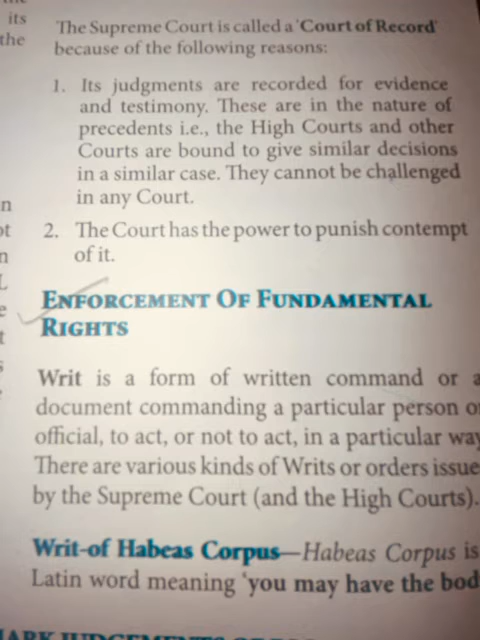 its
the
The Supreme Court is called a 'Court of Record'
because of the following reasons:
1. Its judgments are recorded for evidence
and testimony. These are in the nature of
precedents i.e., the High Courts and other
Courts are bound to give similar decisions
in a similar case. They cannot be challenged
in any Court.
2. The Court has the power to punish contempt
of it.
ENFORCEMENT OF FUNDAMENTAL
RIGHTS
Writ is a form of written command or a
document commanding a particular person or
official, to act, or not to act, in a particular way
There are various kinds of Writs or orders issue
by the Supreme Court (and the High Courts).
Writ-of Habeas Corpus—Habeas Corpus is
Latin word meaning 'you may have the bod